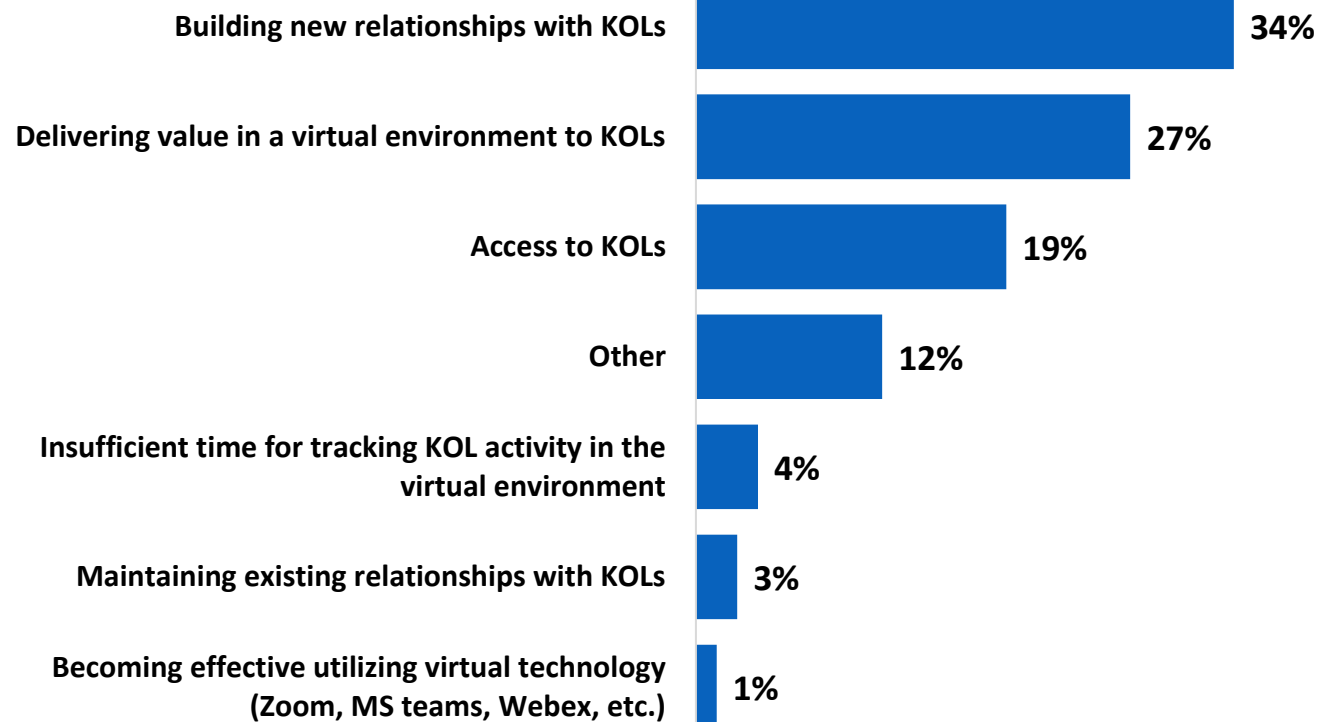 Building new relationships with KOLs
34%
Delivering value in a virtual environment to KOLs
27%
Access to KOLs
19%
Other
12%
Insufficient time for tracking KOL activity in the
virtual environment
4%
Maintaining existing relationships with KOLs
3%
Becoming effective utilizing virtual technology
(Zoom, MS teams, Webex, etc.)
1%